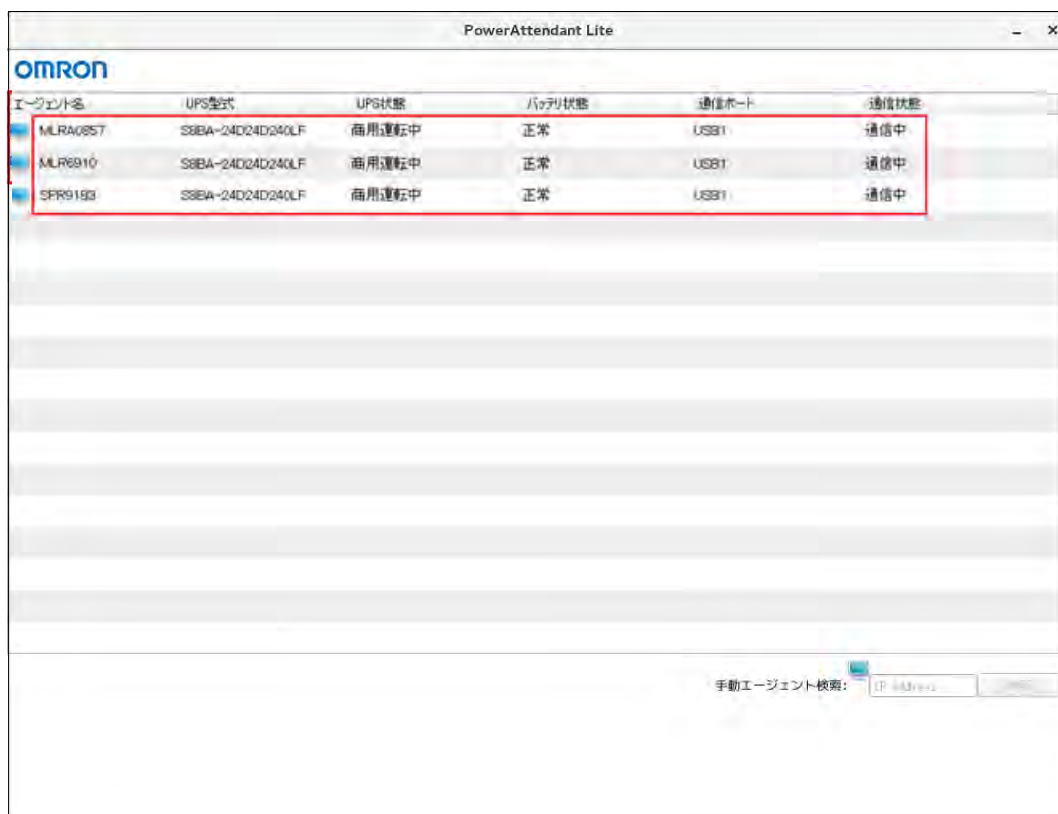 PowerAttendant Lite
OMRON
エージェント名 UPS型式 UPS状態 バッテリ状態 通信ポート 通信状態
MLRA0857 S8BA-24D24D240LF 商用運転中 正常 USB1 通信中
MLR6910 S8BA-24D24D240LF 商用運転中 正常 USB1 通信中
SPR9193 S8BA-24D24D240LF 商用運転中 正常 USB1 通信中
手動エージェント検索: IP address